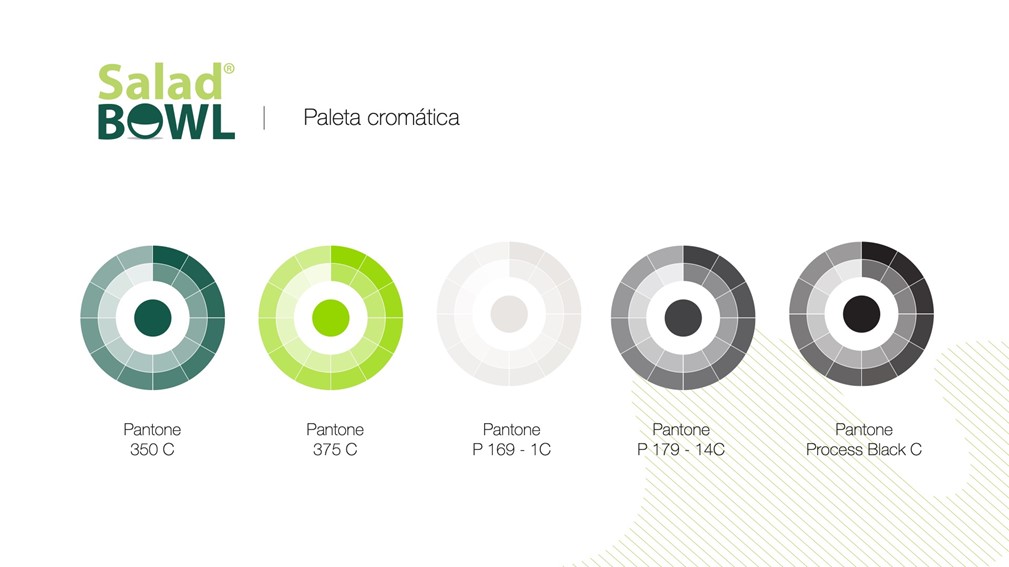 Salad®
BOWL
Paleta cromática
Pantone
350 C
Pantone
375 C
Pantone
P 169 - 1C
Pantone
P 179 - 14C
Pantone
Process Black C